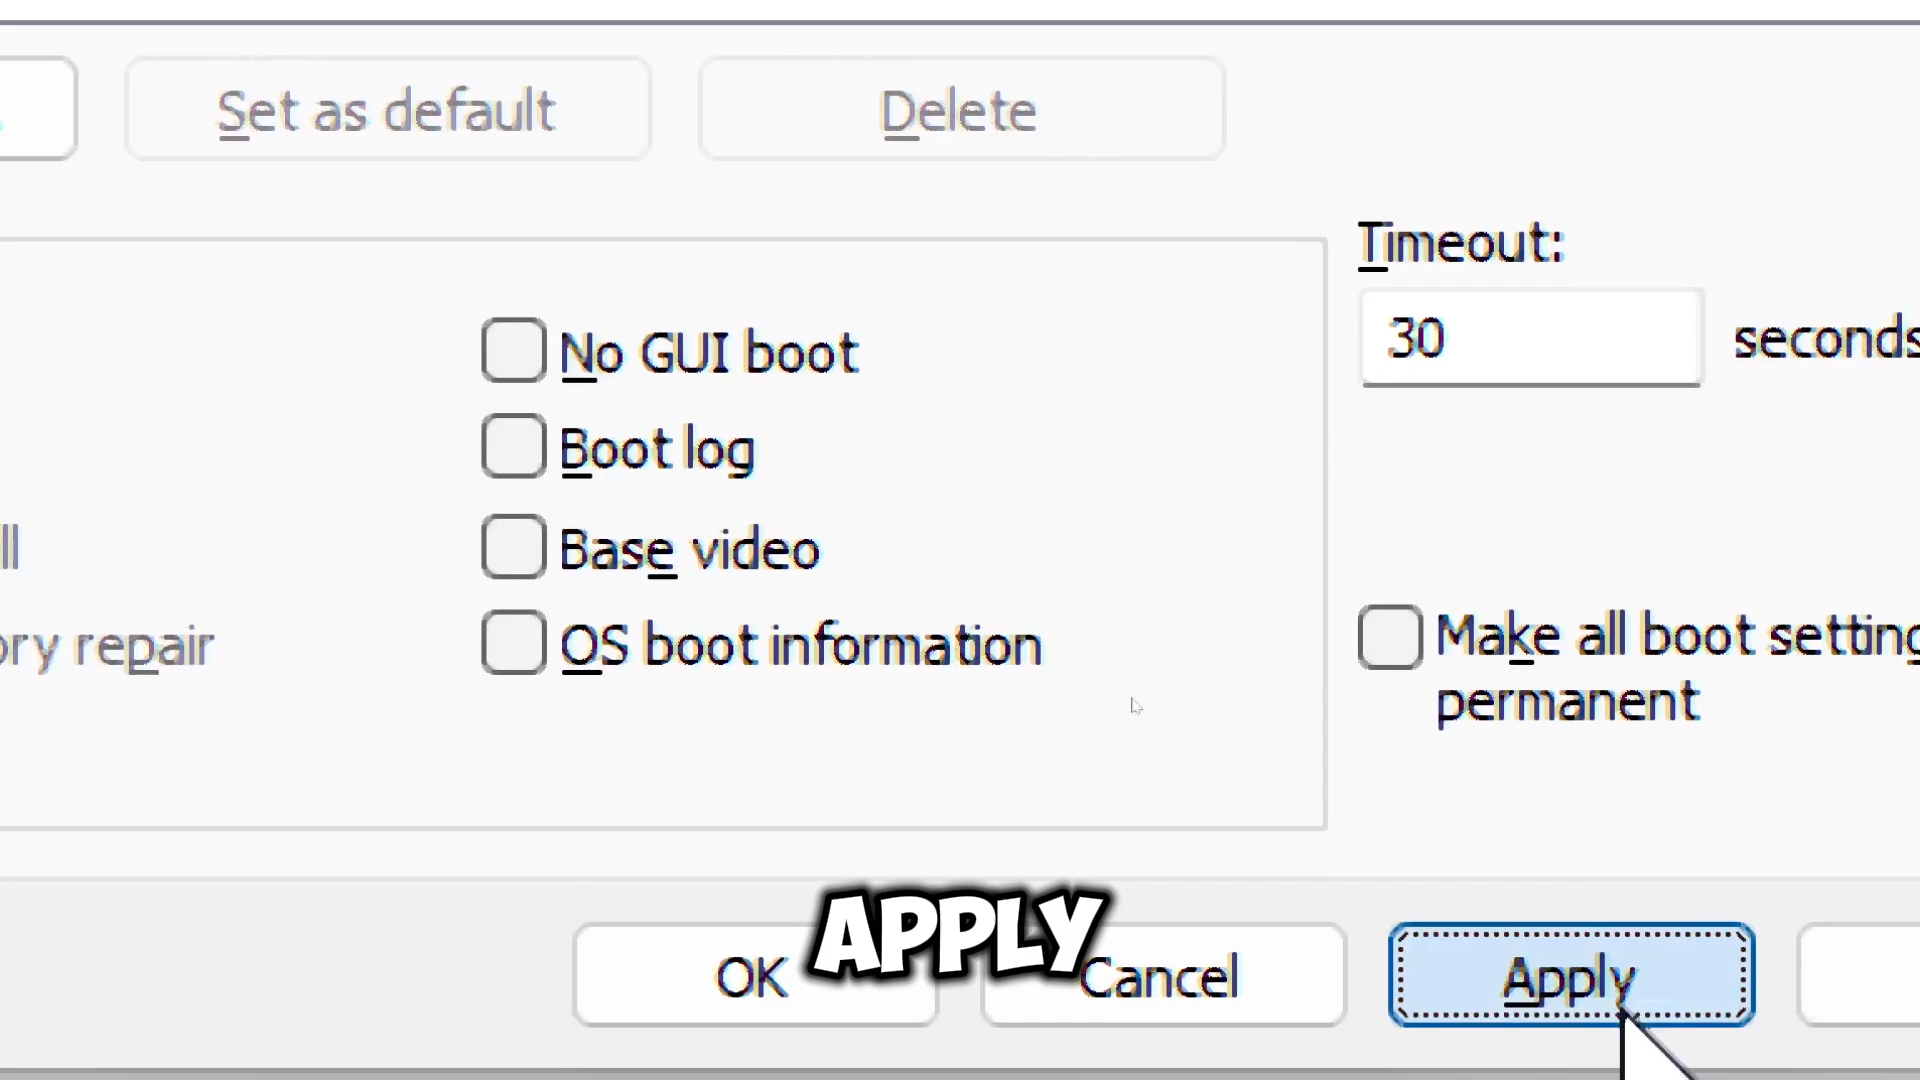 Set as default
Delete
Timeout:
30 seconds
No GUI boot
Boot log
Base video
OS boot information
ll
ory repair
Make all boot setting
permanent
APPLY
OK
Cancel
Apply